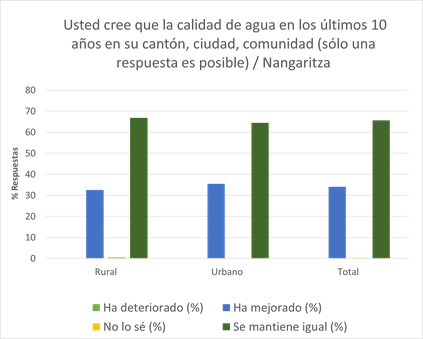 Usted cree que la calidad de agua en los últimos 10
años en su cantón, ciudad, comunidad (sólo una
respuesta es posible) / Nangaritza
80
70
60
50
40
30
20
10
0
% Respuestas
Rural Urbano Total
Ha deteriorado (%) Ha mejorado (%)
No lo sé (%) Se mantiene igual (%)